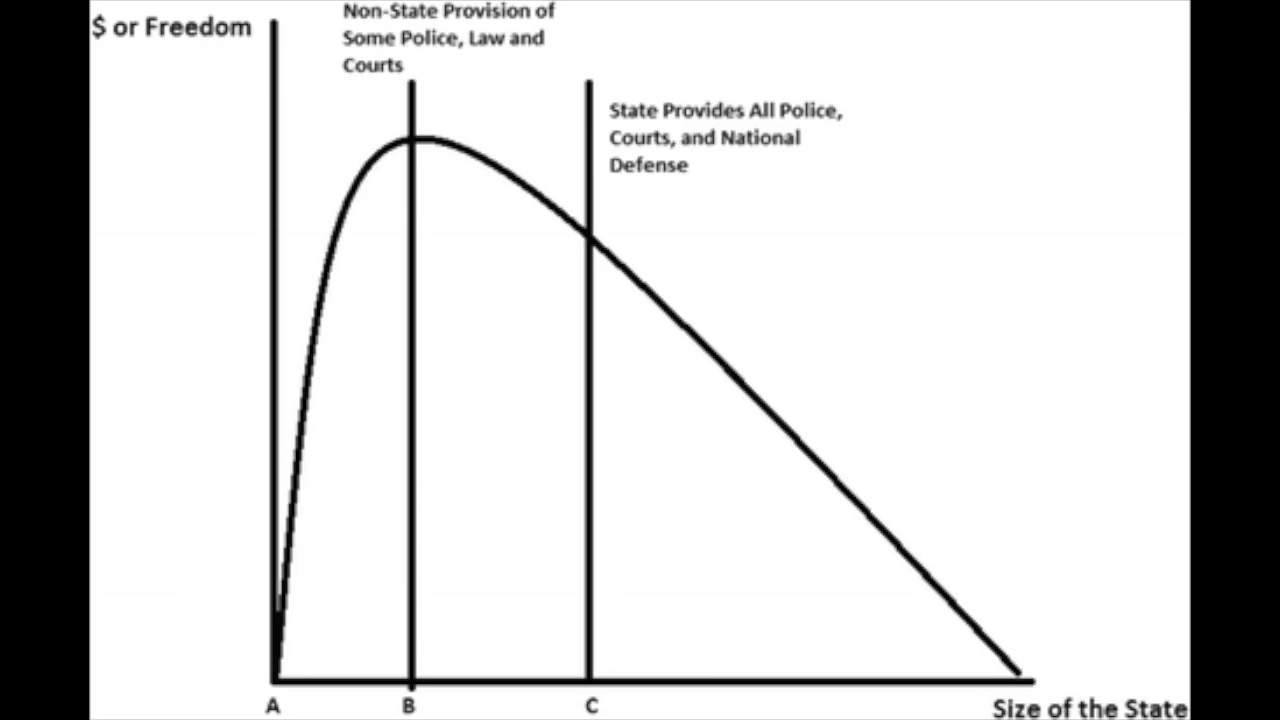 $ or Freedom
Non-State Provision of
Some Police, Law and
Courts
State Provides All Police,
Courts, and National
Defense
A
B
C
Size of the State